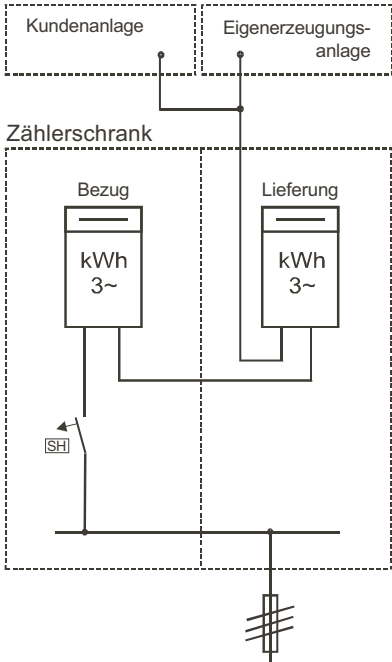 Kundenanlage
Eigenerzeugungs-
anlage
Zählerschrank
Bezug
Lieferung
kWh
3~
kWh
3~
SH